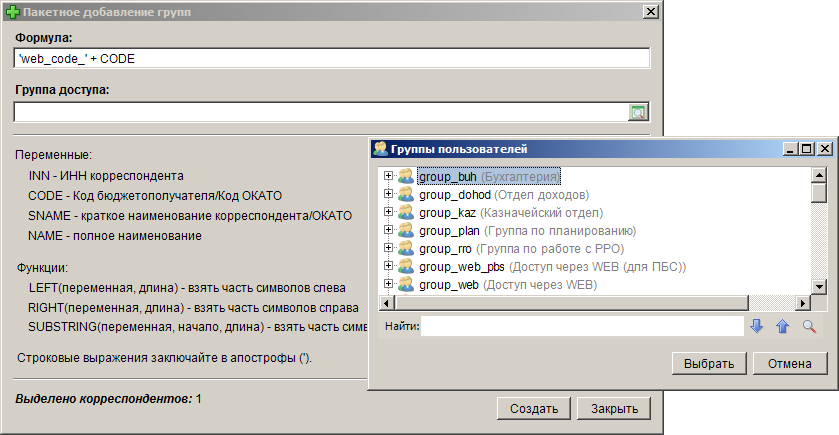 Пакетное добавление групп
Формула:
'web_code_' + CODE
Группа доступа:
Переменные:
INN - ИНН корреспондента
CODE - Код бюджетополучателя/Код ОКАТО
SNAME - краткое наименование корреспондента/ОКАТО
NAME - полное наименование
Функции:
LEFT(переменная, длина) - взять часть символов слева
RIGHT(переменная, длина) - взять часть символов справа
SUBSTRING(переменная, начало, длина) - взять часть симв
Строковые выражения заключайте в апострофы (').
Выделено корреспондентов: 1
Создать
Закрыть
Группы пользователей
group_buh (Бухгалтерия)
group_dohod (Отдел доходов)
group_kaz (Казначейский отдел)
group_plan (Группа по планированию)
group_rro (Группа по работе с РРО)
group_web_pbs (Доступ через WEB (для ПБС))
group_web (Доступ через WEB)
Найти:
Выбрать
Отмена